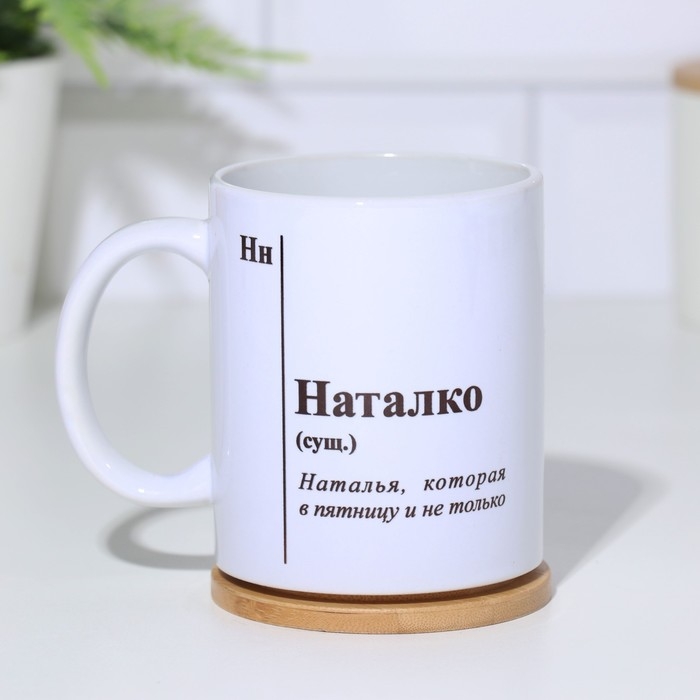 Нн
Наталко
(сущ.)
Наталья, которая
в пятницу и не только